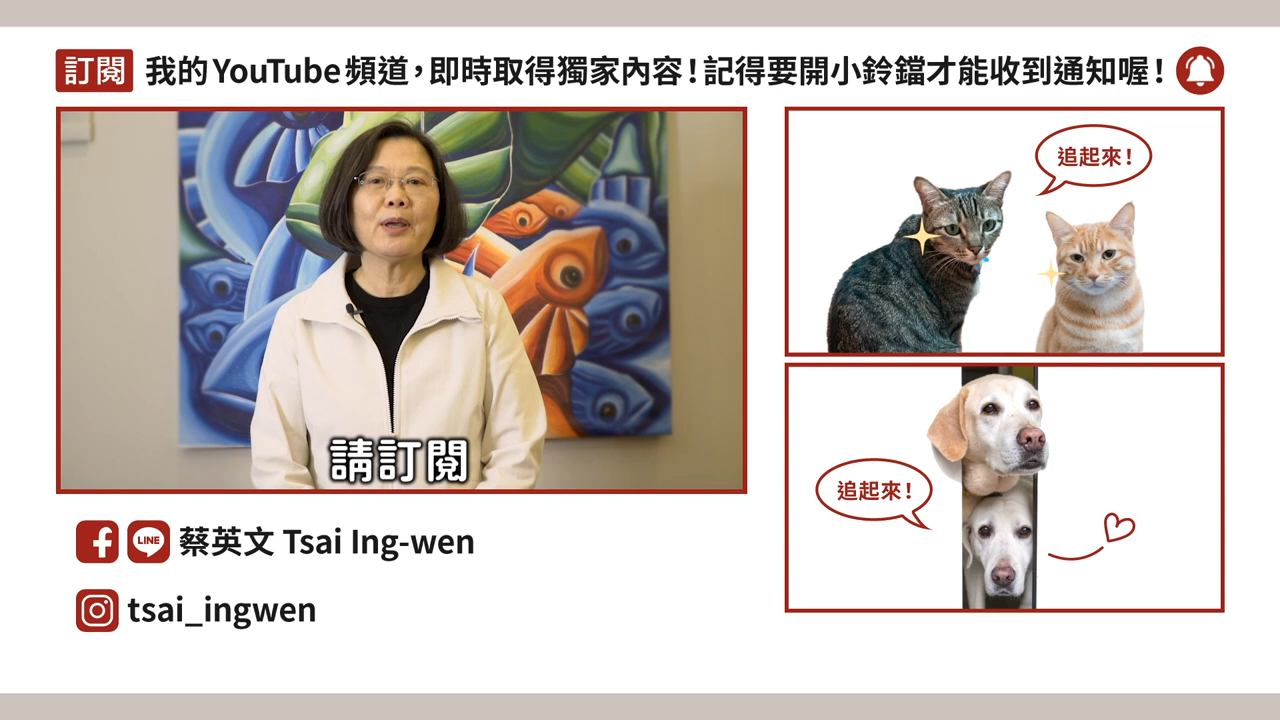 訂閱 我的YouTube頻道，即時取得獨家內容！記得要開小鈴鐺才能收到通知喔！
追起來！
請訂閱
追起來！
LINE 蔡英文 Tsai Ing-wen
tsai_ingwen